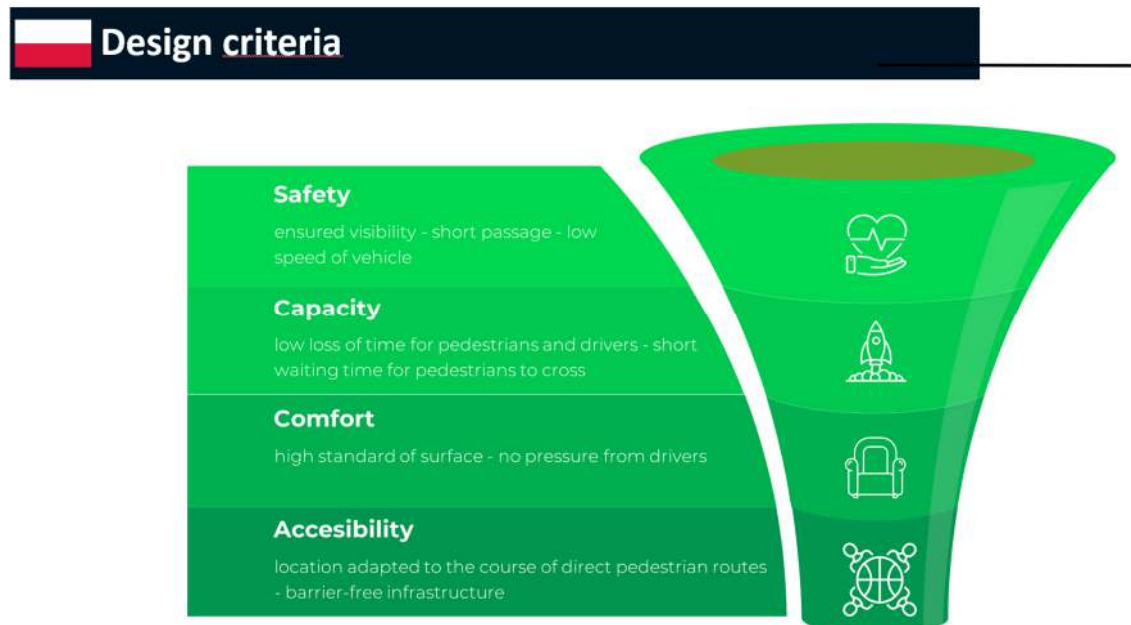 Design criteria
Safety
ensured visibility - short passage - low
speed of vehicle
Capacity
low loss of time for pedestrians and drivers - short
waiting time for pedestrians to cross
Comfort
high standard of surface - no pressure from drivers
Accesibility
location adapted to the course of direct pedestrian routes
- barrier-free infrastructure